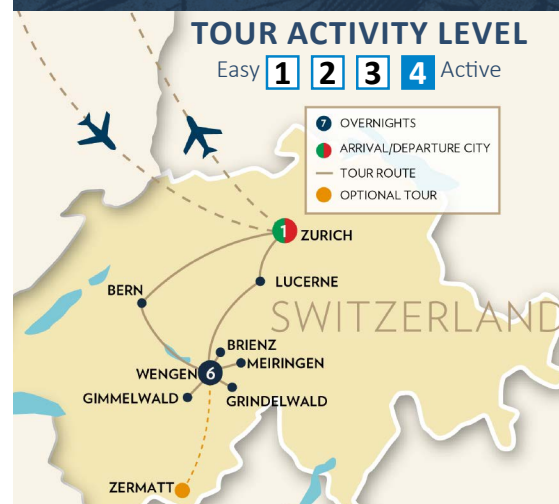 TOUR ACTIVITY LEVEL
Easy 1 2 3 4 Active
7 OVERNIGHTS
ARRIVAL/DEPARTURE CITY
TOUR ROUTE
OPTIONAL TOUR
1 ZURICH
LUCERNE
BERN
SWITZERLAND
BRIENZ
MEIRINGEN
WENGEN 6
GIMMELWALD
GRINDELWALD
ZERMATT